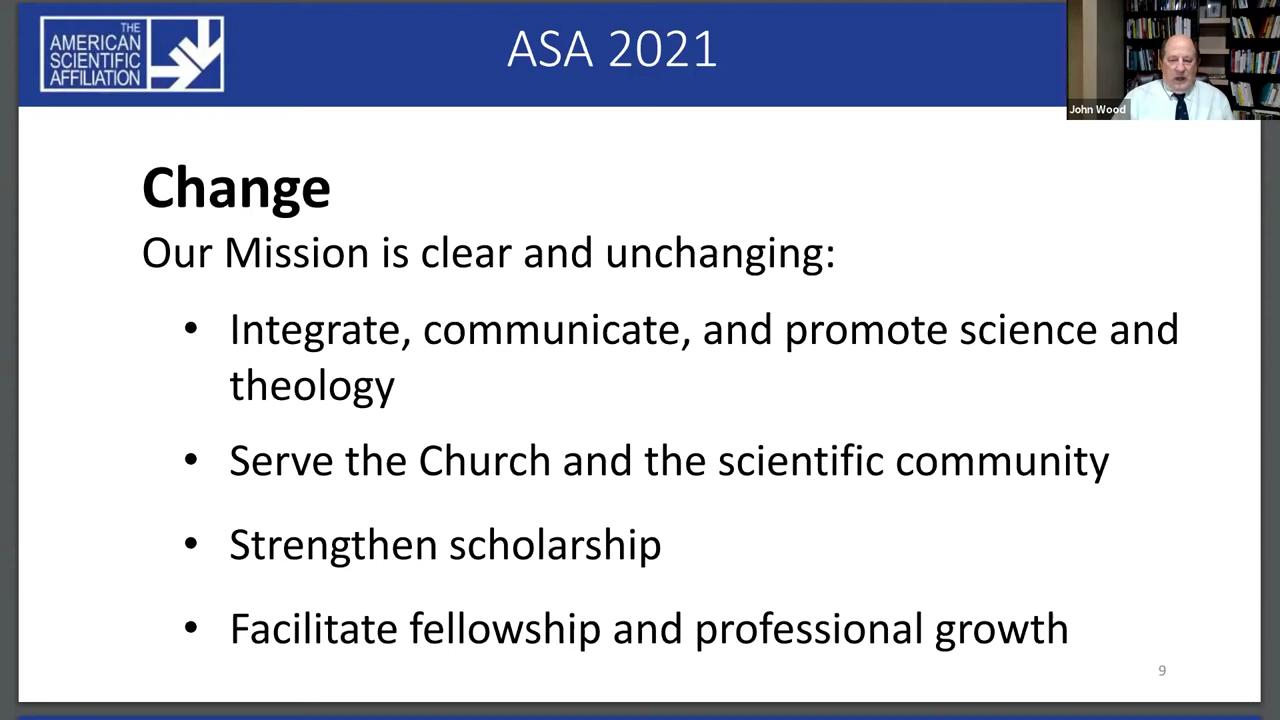 THE
AMERICAN
SCIENTIFIC
AFFILIATION
ASA 2021
John Wood
Change
Our Mission is clear and unchanging:
• Integrate, communicate, and promote science and
theology
• Serve the Church and the scientific community
• Strengthen scholarship
• Facilitate fellowship and professional growth
9